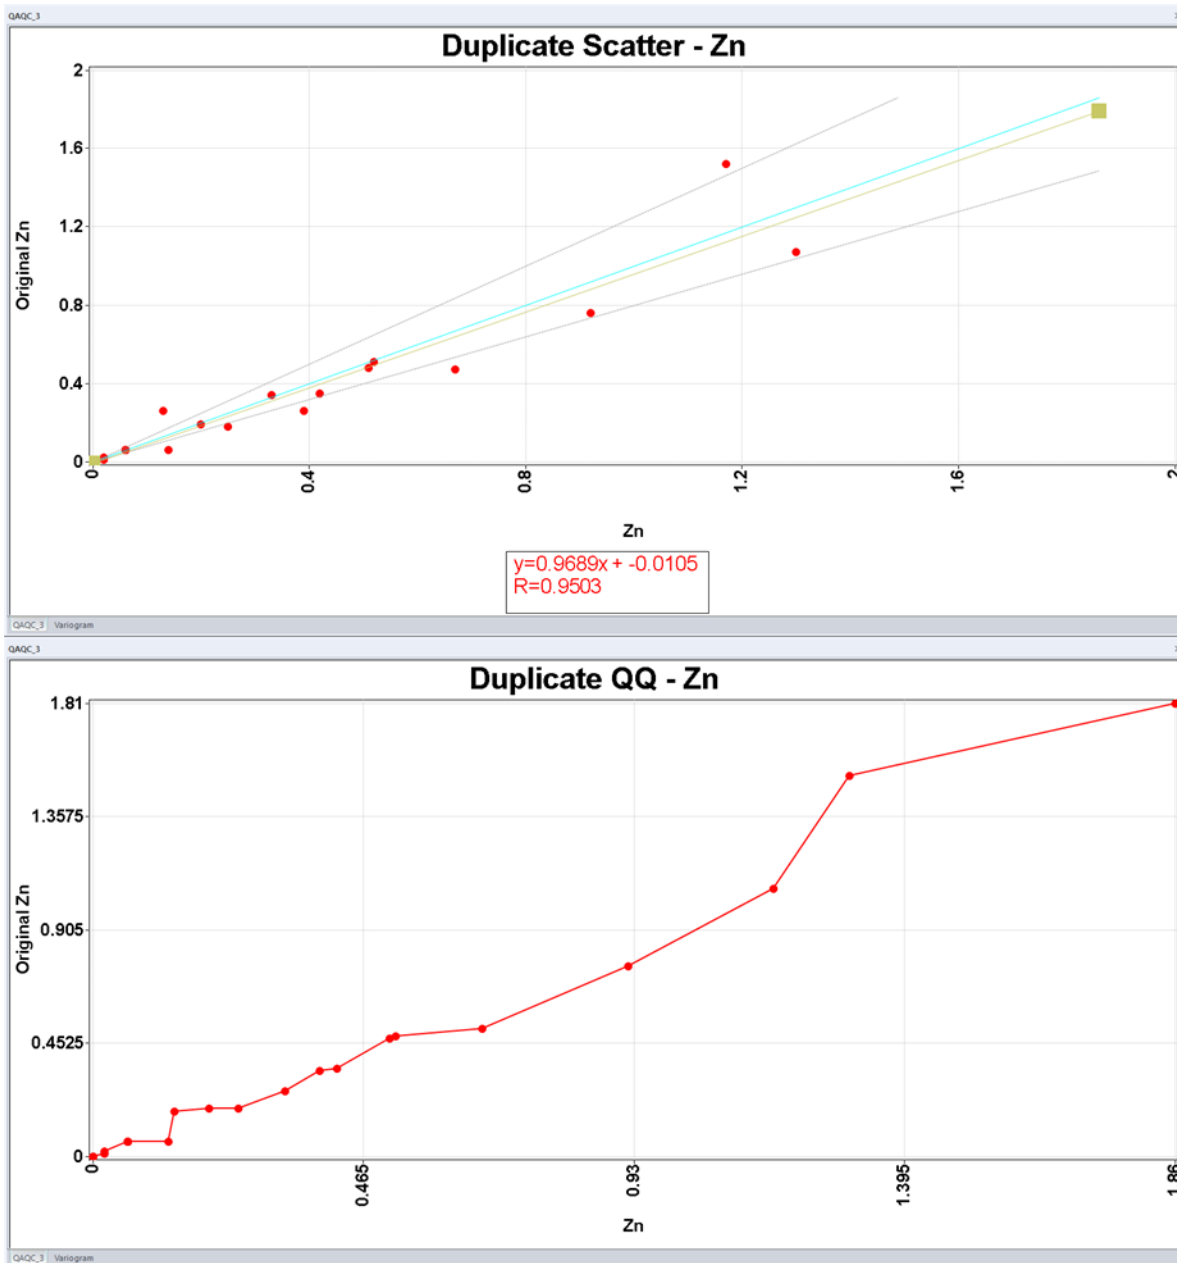 QAQC_3
Duplicate Scatter - Zn
2
1.6
1.2
0.8
0.4
0
Original Zn
0
0.4
0.8
1.2
1.6
2
Zn
y=0.9689x + -0.0105
R=0.9503
QAQC_3 Variogram
QAQC_3
Duplicate QQ - Zn
1.81
1.3575
0.905
0.4525
0
Original Zn
0
0.465
0.93
1.395
1.86
Zn
QAQC_3 Variogram